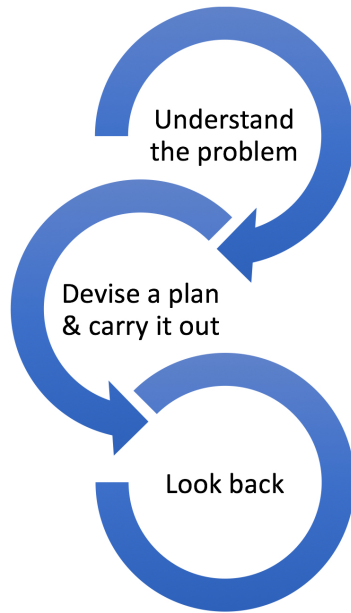 Understand
the problem
Devise a plan
& carry it out
Look back